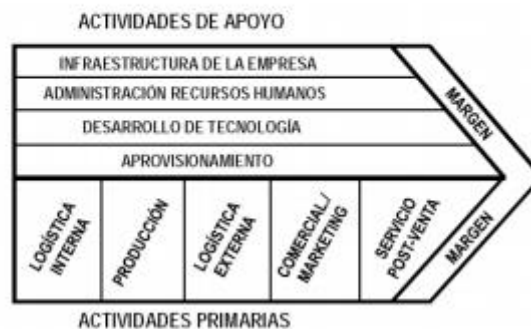 ACTIVIDADES DE APOYO
INFRAESTRUCTURA DE LA EMPRESA
ADMINISTRACIÓN RECURSOS HUMANOS
DESARROLLO DE TECNOLOGÍA
APROVISIONAMIENTO
MARGEN
LOGÍSTICA
INTERNA
PRODUCCIÓN
LOGÍSTICA
EXTERNA
COMERCIAL/
MARKETING
SERVICIO
POST-VENTA
MARGEN
ACTIVIDADES PRIMARIAS